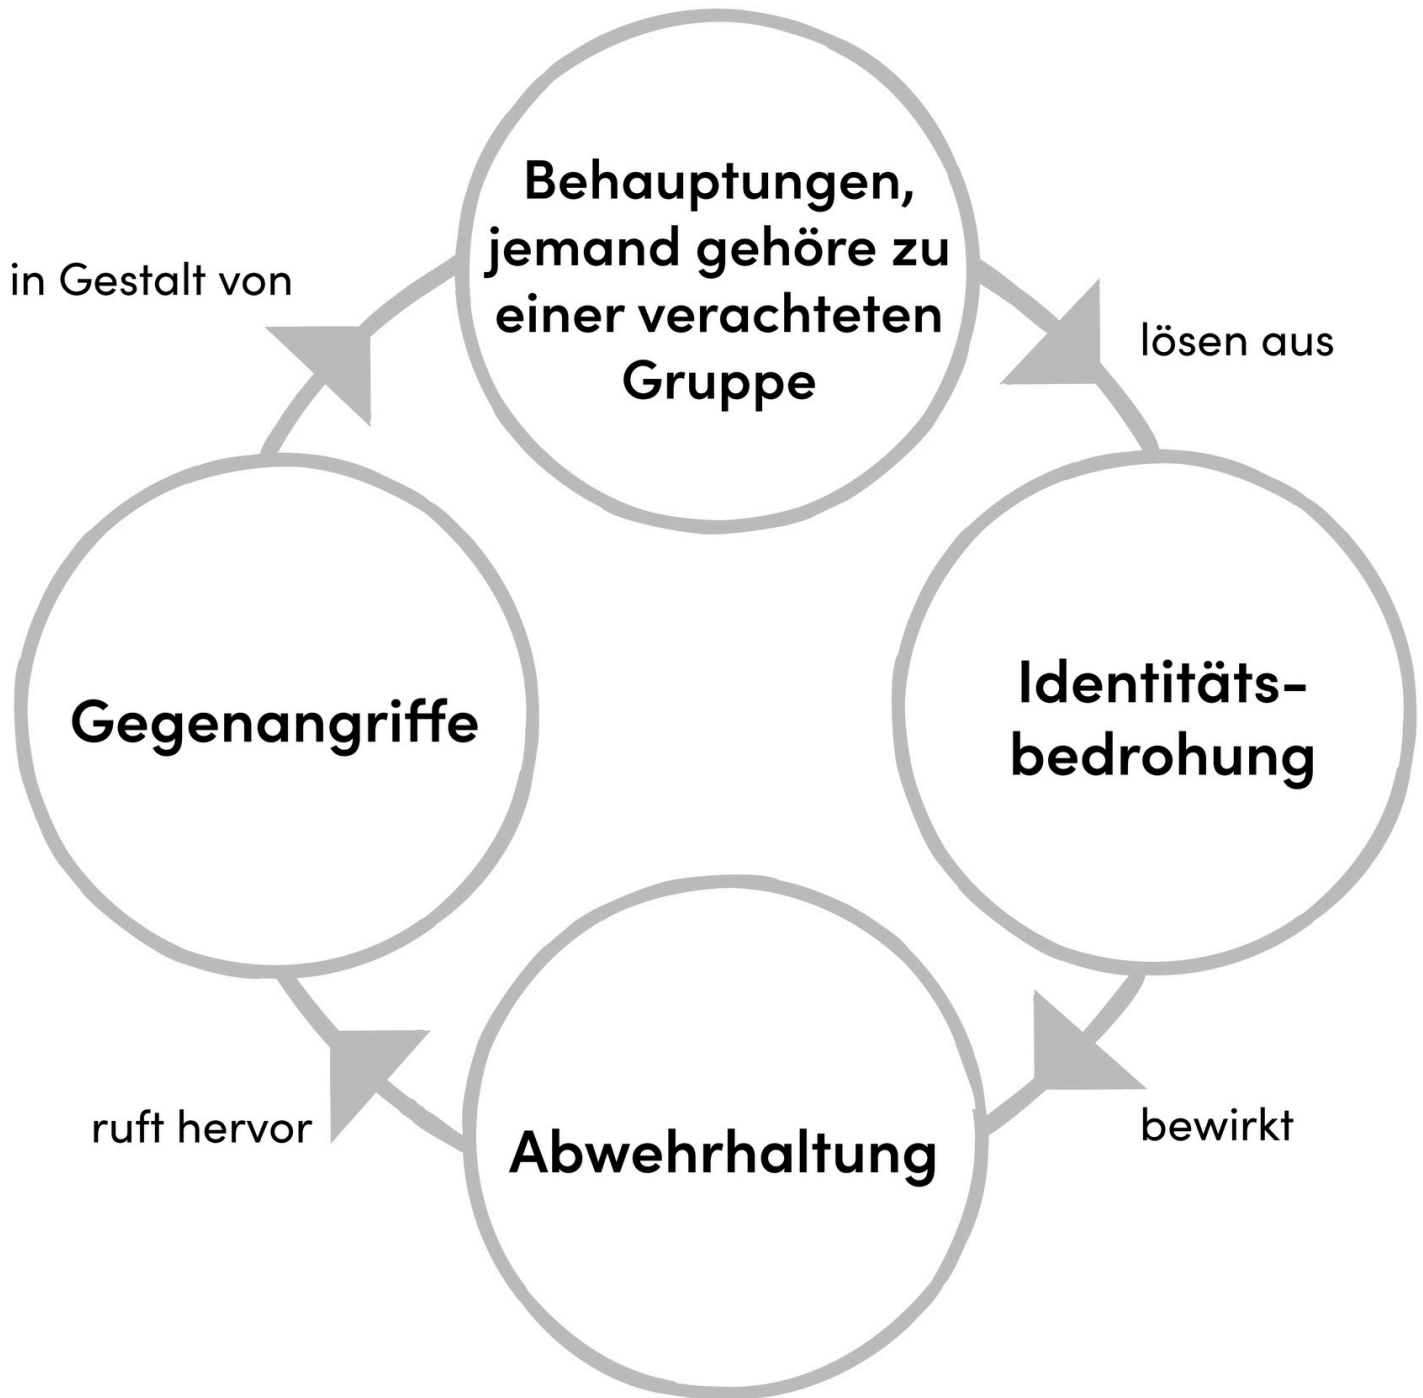 Behauptungen,
jemand gehöre zu
einer verachteten
Gruppe
lösen aus
Identitäts-
bedrohung
bewirkt
Abwehrhaltung
ruft hervor
Gegenangriffe
in Gestalt von